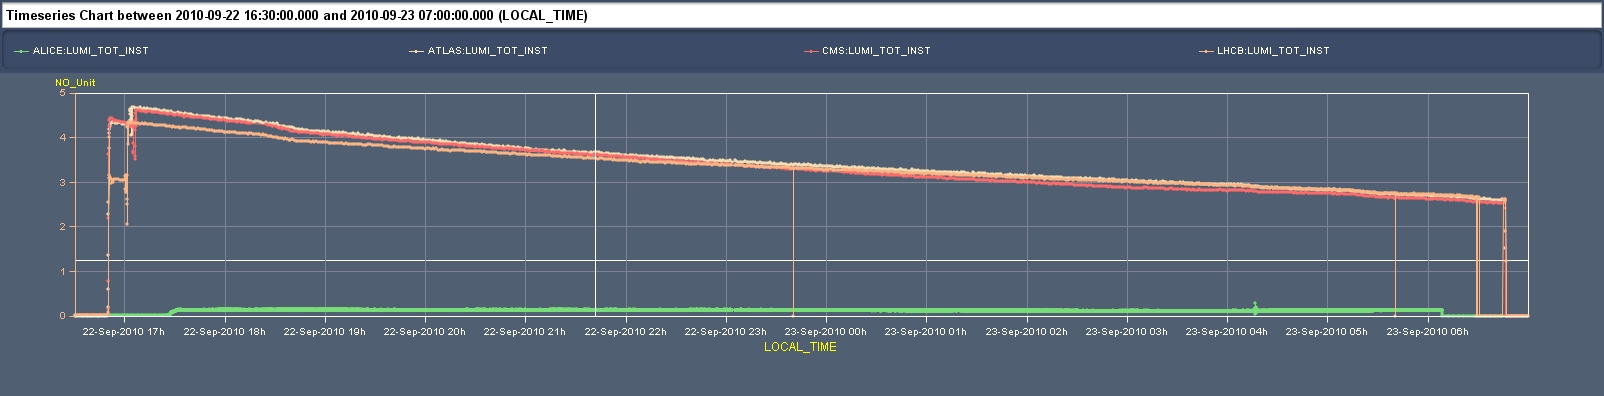 Timeseries Chart between 2010-09-22 16:30:00.000 and 2010-09-23 07:00:00.000 (LOCAL_TIME)
ALICE:LUMI_TOT_INST ATLAS:LUMI_TOT_INST CMS:LUMI_TOT_INST LHCB:LUMI_TOT_INST
NO_Unit
5
4
3
2
1
0
22-Sep-2010 17h 22-Sep-2010 18h 22-Sep-2010 19h 22-Sep-2010 20h 22-Sep-2010 21h 22-Sep-2010 22h 22-Sep-2010 23h 23-Sep-2010 00h 23-Sep-2010 01h 23-Sep-2010 02h 23-Sep-2010 03h 23-Sep-2010 04h 23-Sep-2010 05h 23-Sep-2010 06h
LOCAL_TIME